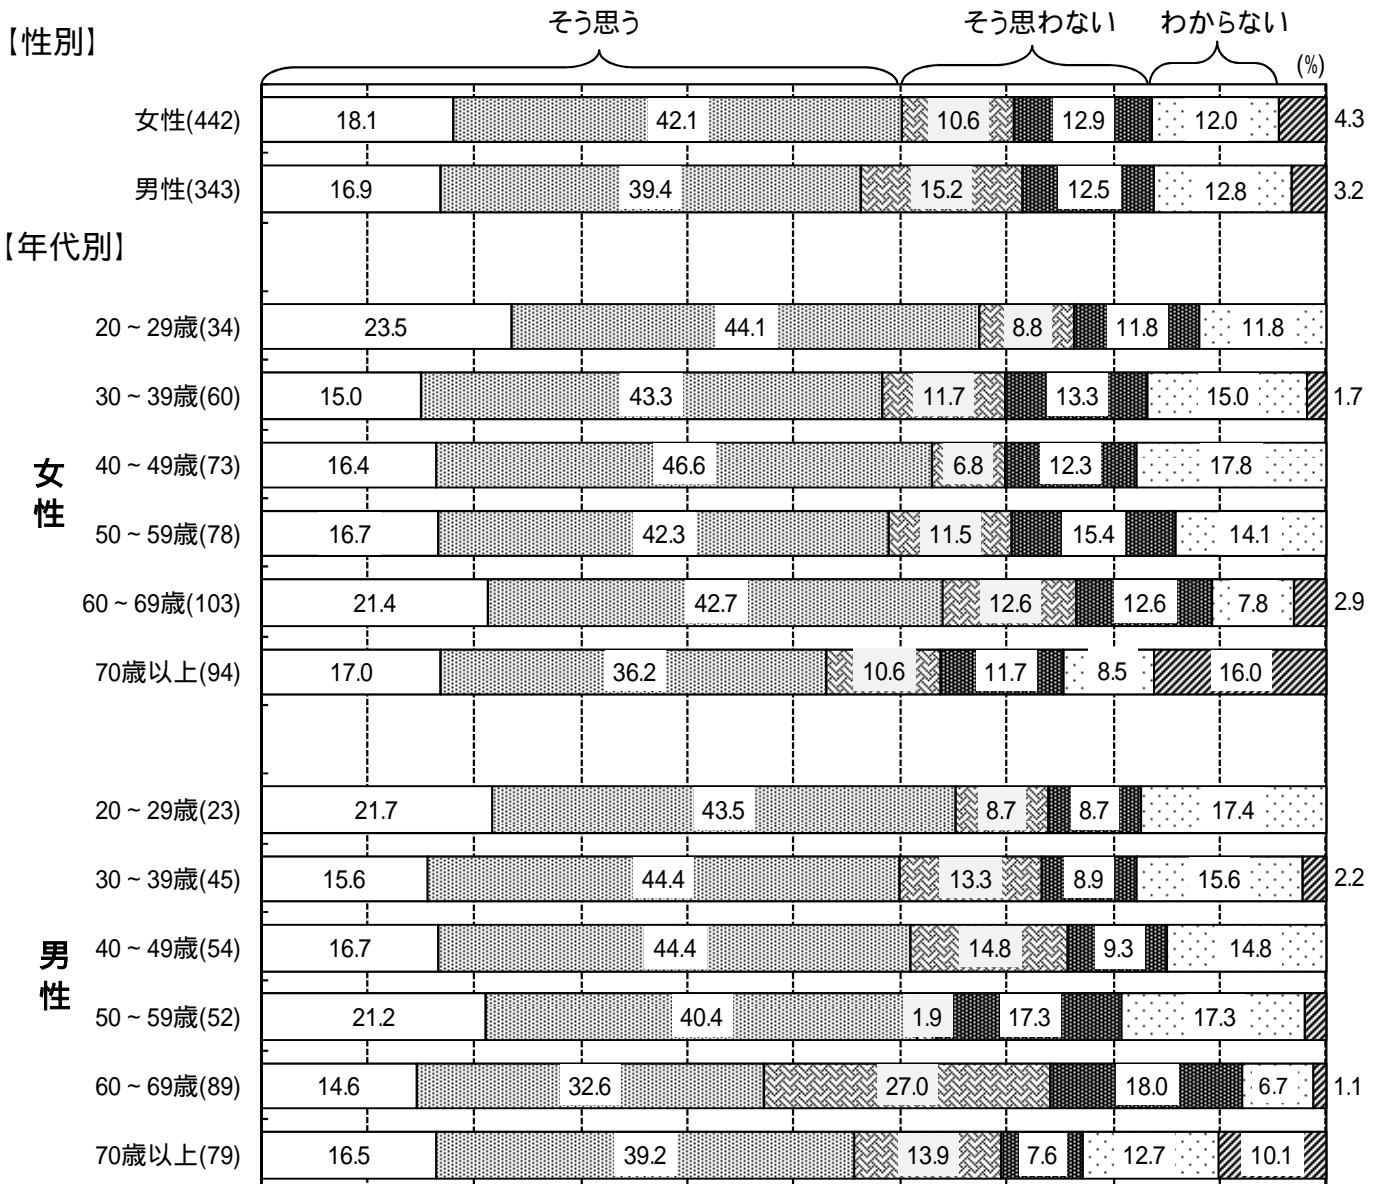 【性別】
そう思う そう思わない わからない
(%)
女性(442) 18.1 42.1 10.6 12.9 12.0 4.3
男性(343) 16.9 39.4 15.2 12.5 12.8 3.2
【年代別】
女性
20～29歳(34) 23.5 44.1 8.8 11.8 11.8
30～39歳(60) 15.0 43.3 11.7 13.3 15.0 1.7
40～49歳(73) 16.4 46.6 6.8 12.3 17.8
50～59歳(78) 16.7 42.3 11.5 15.4 14.1
60～69歳(103) 21.4 42.7 12.6 12.6 7.8 2.9
70歳以上(94) 17.0 36.2 10.6 11.7 8.5 16.0
男性
20～29歳(23) 21.7 43.5 8.7 8.7 17.4
30～39歳(45) 15.6 44.4 13.3 8.9 15.6 2.2
40～49歳(54) 16.7 44.4 14.8 9.3 14.8
50～59歳(52) 21.2 40.4 1.9 17.3 17.3
60～69歳(89) 14.6 32.6 27.0 18.0 6.7 1.1
70歳以上(79) 16.5 39.2 13.9 7.6 12.7 10.1